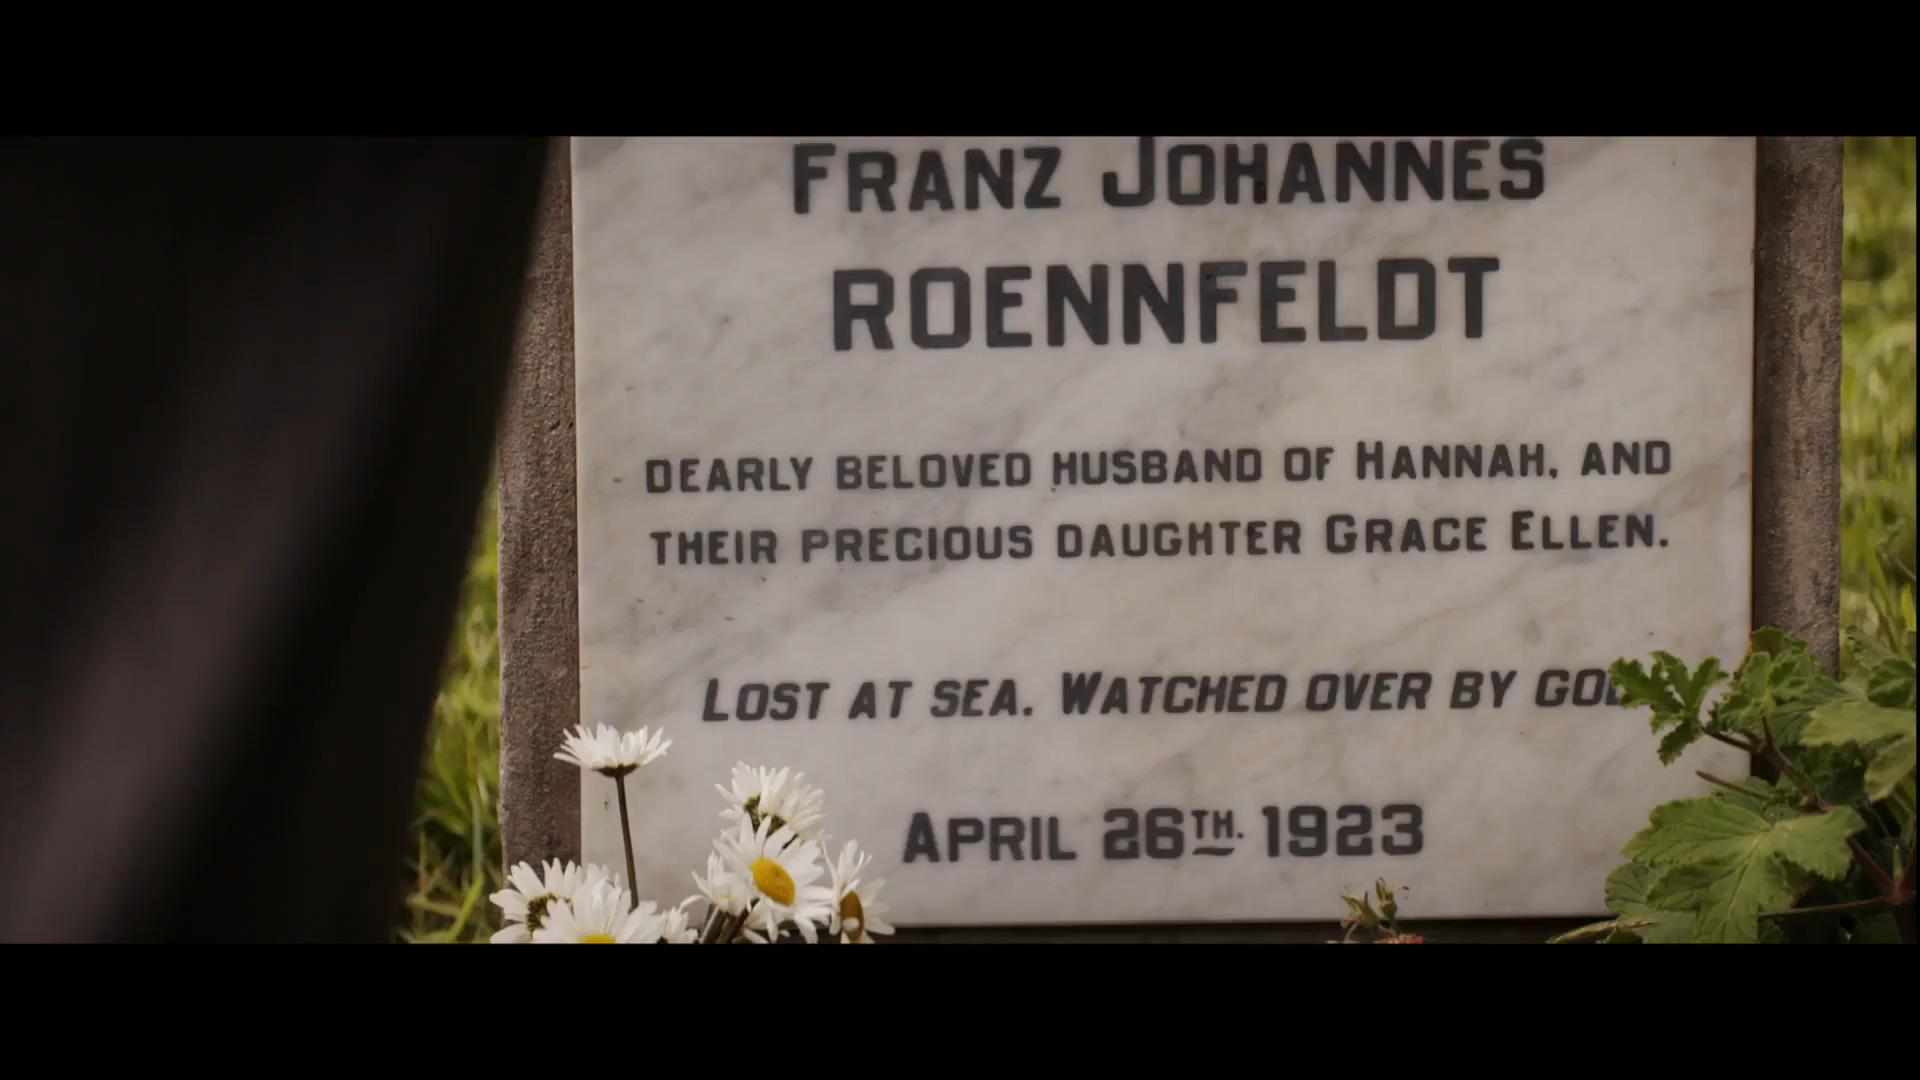 FRANZ JOHANNES
ROENNFELDT
DEARLY BELOVED HUSBAND OF HANNAH, AND
THEIR PRECIOUS DAUGHTER GRACE ELLEN.
LOST AT SEA. WATCHED OVER BY GOD
APRIL 26TH. 1923